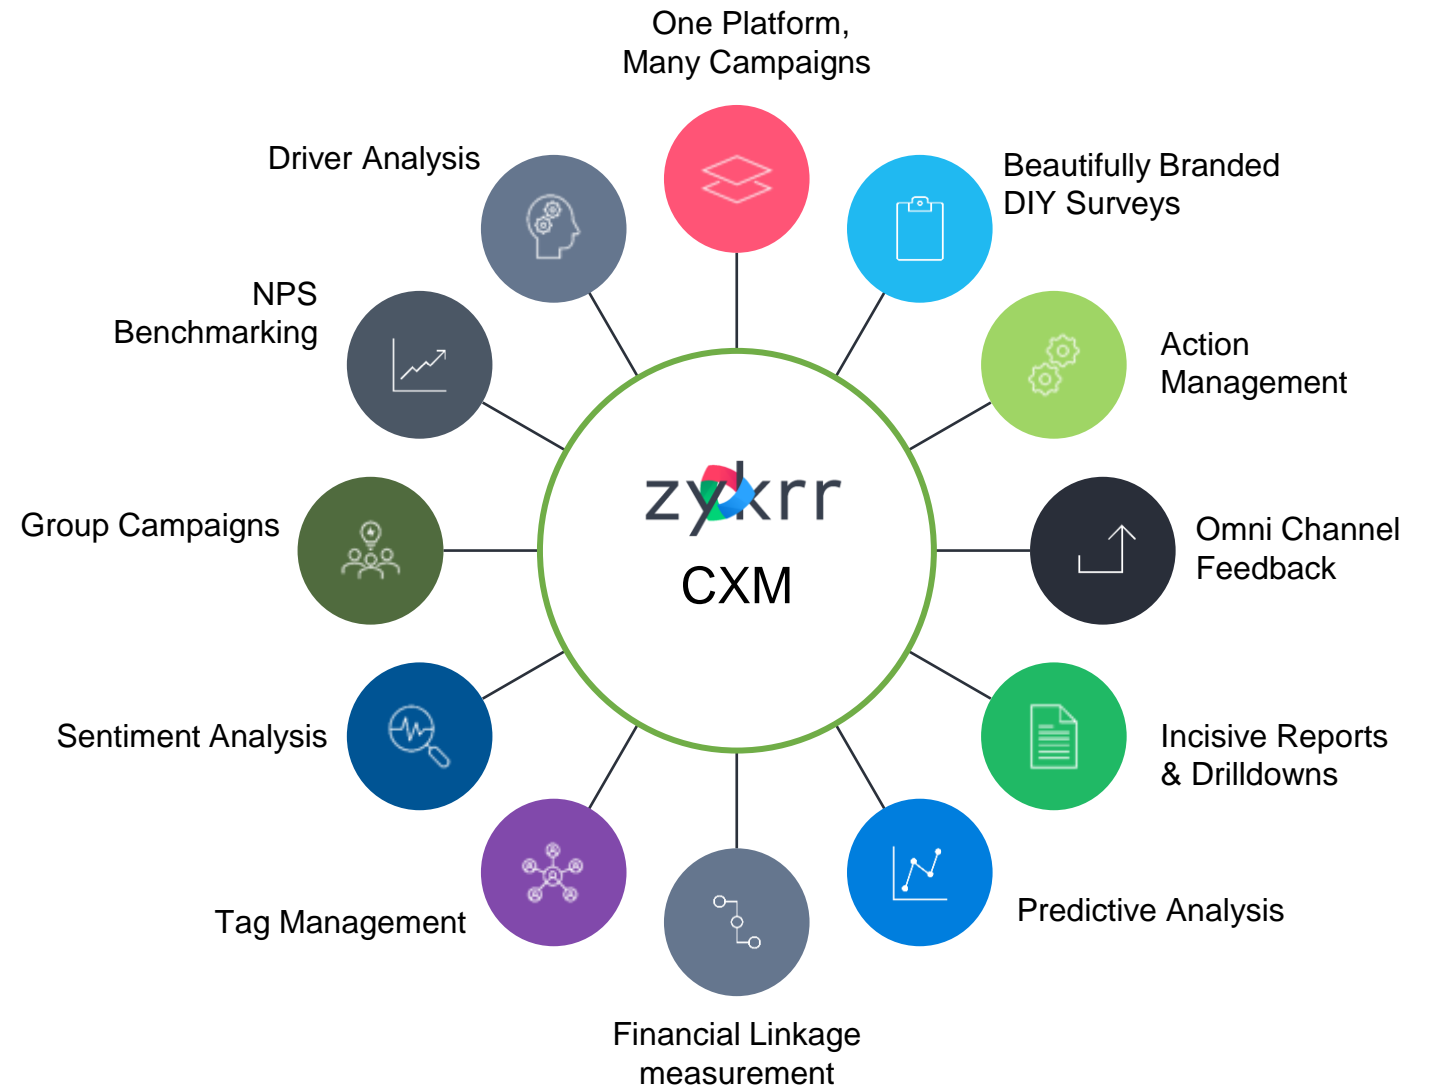 One Platform,
Many Campaigns
Beautifully Branded
DIY Surveys
Action
Management
Omni Channel
Feedback
Incisive Reports
& Drilldowns
Predictive Analysis
Financial Linkage
measurement
Tag Management
Sentiment Analysis
Group Campaigns
NPS
Benchmarking
Driver Analysis
zykrr
CXM